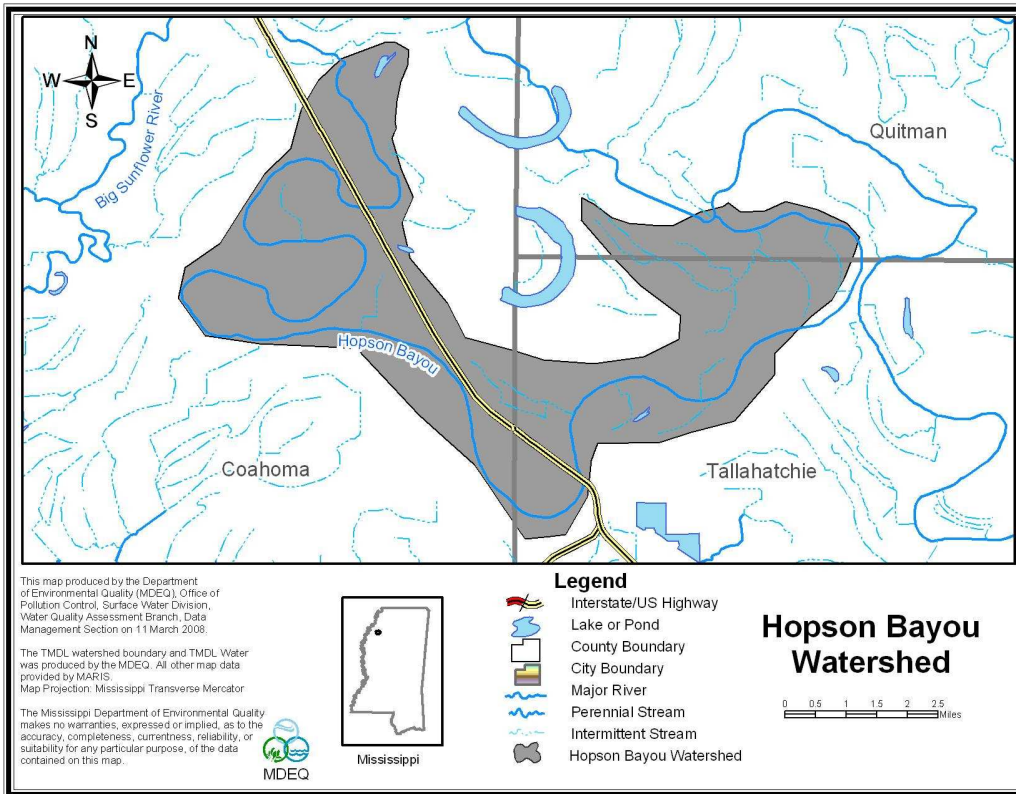 N
W E
S
Big Sunflower River
Quitman
Hopson Bayou
Coahoma
Tallahatchie
This map produced by the Department
of Environmental Quality (MDEQ), Office of
Pollution Control, Surface Water Division,
Water Quality Assessment Branch, Data
Management Section on 11 March 2008.
The TMDL watershed boundary and TMDL Water
was produced by the MDEQ. All other map data
provided by MARIS.
Map Projection: Mississippi Transverse Mercator
The Mississippi Department of Environmental Quality
makes no warranties, expressed or implied, as to the
accuracy, completeness, currentness, reliability, or
suitability for any particular purpose, of the data
contained on this map.
MDEQ
Mississippi
Legend
Interstate/US Highway
Lake or Pond
County Boundary
City Boundary
Major River
Perennial Stream
Intermittent Stream
Hopson Bayou Watershed
Hopson Bayou
Watershed
0 0.5 1 1.5 2 2.5
Miles